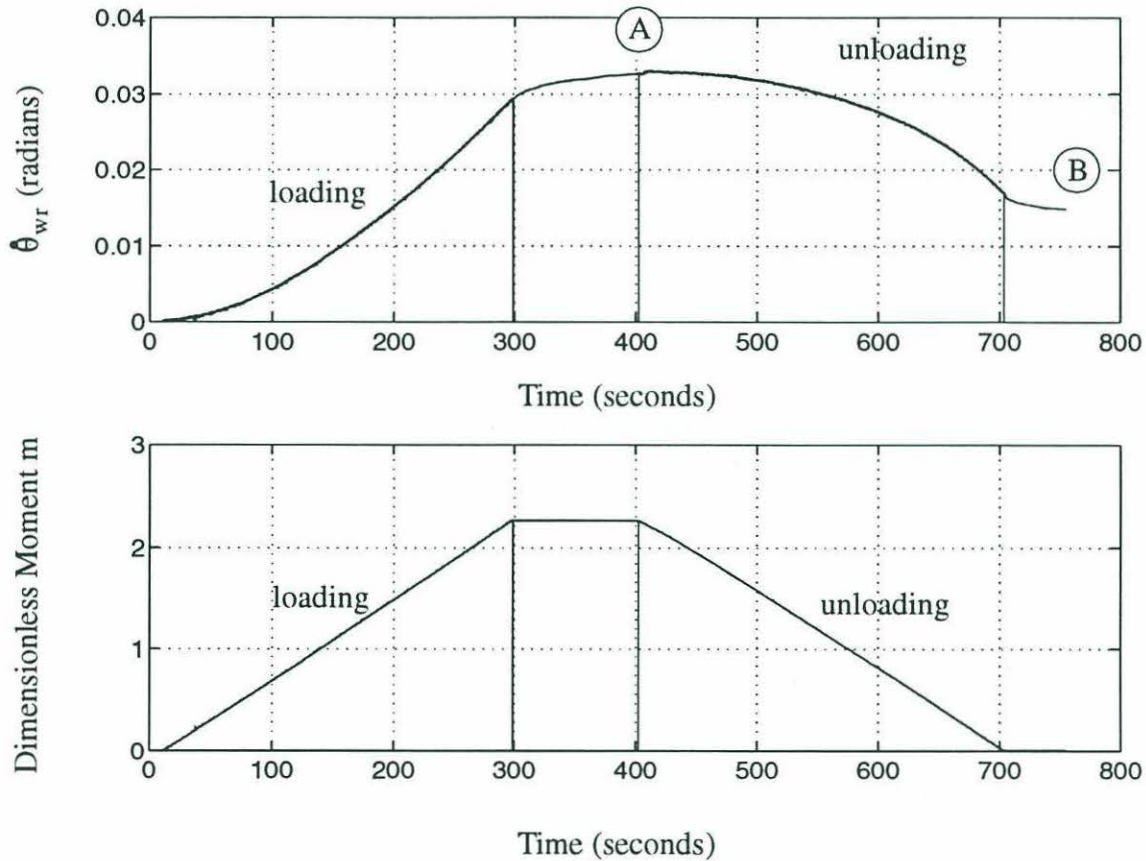 0.04
A
unloading
0.03
θ̂wr (radians)
0.02
B
loading
0.01
0
0 100 200 300 400 500 600 700 800
Time (seconds)
3
Dimensionless Moment m
2
loading
unloading
1
0
0 100 200 300 400 500 600 700 800
Time (seconds)